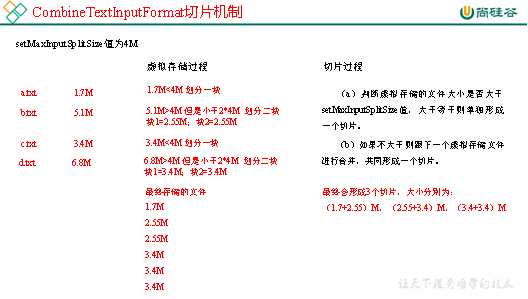 CombineTextInputFormat切片机制
尚硅谷
setMaxInputSplitSize值为4M
虚拟存储过程
切片过程
a.txt 1.7M 1.7M<4M 划分一块
b.txt 5.1M 5.1M>4M 但是小于2*4M 划分二块
块1=2.55M；块2=2.55M
c.txt 3.4M 3.4M<4M 划分一块
d.txt 6.8M 6.8M>4M 但是小于2*4M 划分二块
块1=3.4M；块2=3.4M
最终存储的文件
1.7M
2.55M
2.55M
3.4M
3.4M
3.4M
（a）判断虚拟存储的文件大小是否大于
setMaxInputSplitSize值，大于等于则单独形成
一个切片。
（b）如果不大于则跟下一个虚拟存储文件
进行合并，共同形成一个切片。
最终会形成3个切片，大小分别为：
（1.7+2.55）M，（2.55+3.4）M，（3.4+3.4）M
让天下没有难学的技术